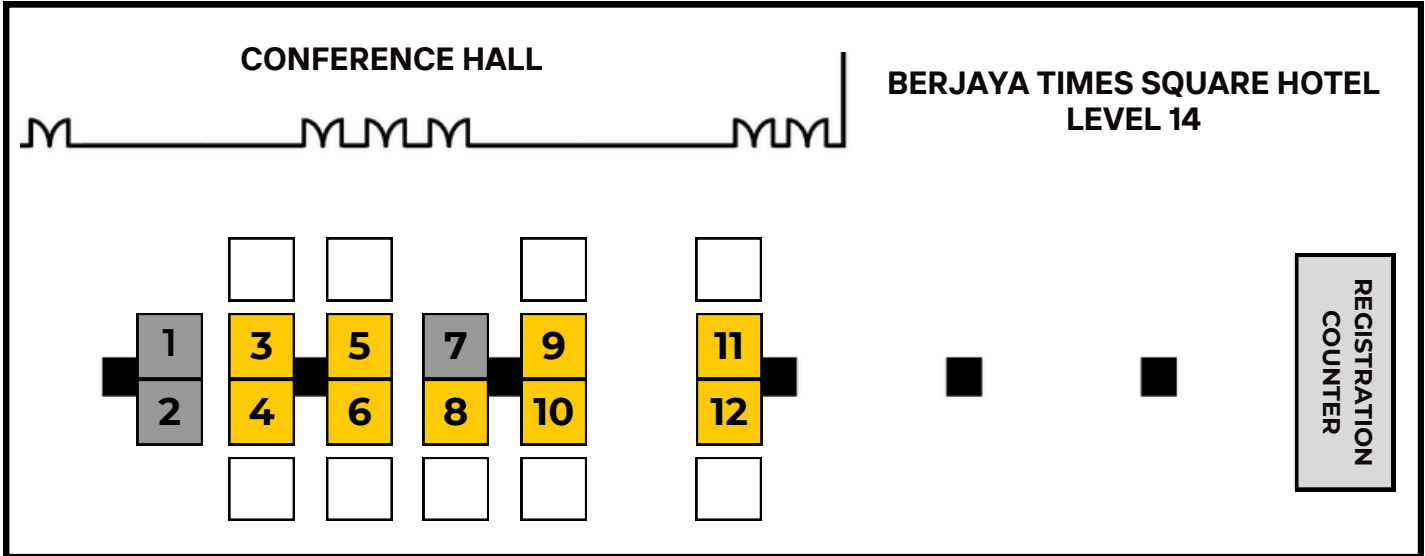 CONFERENCE HALL
BERJAYA TIMES SQUARE HOTEL
LEVEL 14
1
3
5
7
9
11
2
4
6
8
10
12
REGISTRATION
COUNTER